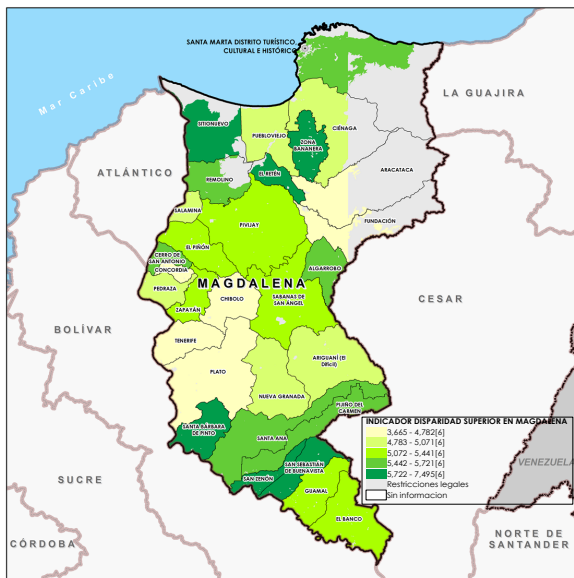 SANTA MARTA DISTRITO TURÍSTICO,
CULTURAL E HISTÓRICO
Mar Caribe
LA GUAJIRA
SITIONUEVO
PUEBLOVIEJO
CIÉNAGA
ZONA
BANANERA
ATLÁNTICO
REMOLINO
EL RETÉN
ARACATACA
SALAMINA
FUNDACIÓN
PIVIJAY
EL PIÑÓN
CERRO DE
SAN ANTONIO
CONCORDIA
ALGARROBO
MAGDALENA
PEDRAZA
CHIBOLO
SABANAS DE
SAN ÁNGEL
CESAR
ZAPAYÁN
BOLÍVAR
TENERIFE
ARIGUANÍ (El
Difícil)
PLATO
NUEVA GRANADA
PIJIÑO DEL
CARMEN
SANTA BÁRBARA
DE PINTO
SANTA ANA
SAN SEBASTIÁN
DE BUENAVISTA
SAN ZENÓN
GUAMAL
EL BANCO
SUCRE
CÓRDOBA
INDICADOR DISPARIDAD SUPERIOR EN MAGDALENA
3,665 - 4,782[6]
4,783 - 5,071[6]
5,072 - 5,441[6]
5,442 - 5,721[6]
5,722 - 7,495[6]
Restricciones legales
Sin informacion
VENEZUELA
NORTE DE
SANTANDER